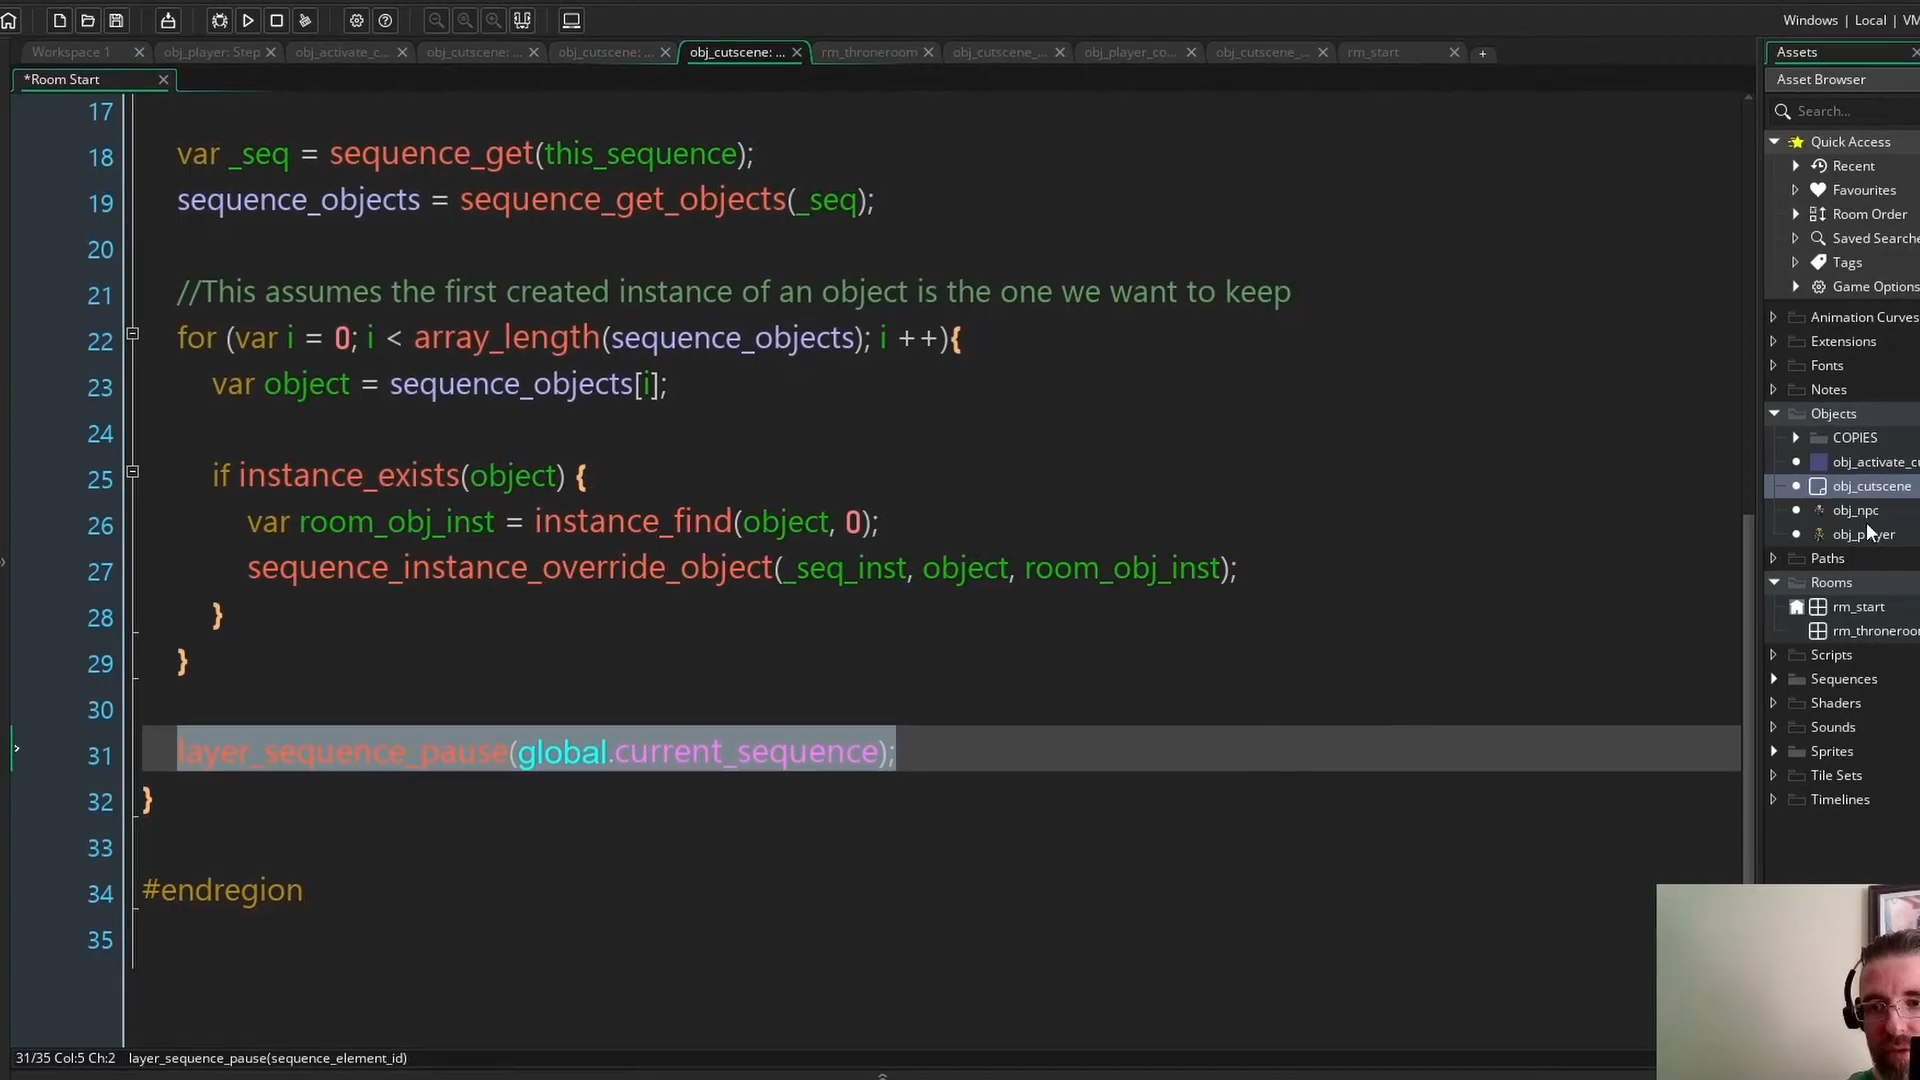 Windows | Local | VM
Workspace 1
obj_player: Step
obj_activate_c...
obj_cutscene: ...
obj_cutscene: ...
obj_cutscene: ...
rm_throneroom
obj_cutscene_...
obj_player_co...
obj_cutscene_...
rm_start
*Room Start
17
18 var _seq = sequence_get(this_sequence);
19 sequence_objects = sequence_get_objects(_seq);
20
21 //This assumes the first created instance of an object is the one we want to keep
22 for (var i = 0; i < array_length(sequence_objects); i ++){
23 var object = sequence_objects[i];
24
25 if instance_exists(object) {
26 var room_obj_inst = instance_find(object, 0);
27 sequence_instance_override_object(_seq_inst, object, room_obj_inst);
28 }
29 }
30
31 layer_sequence_pause(global.current_sequence);
32 }
33
34 #endregion
35
31/35 Col:5 Ch:2 layer_sequence_pause(sequence_element_id)
Assets
Asset Browser
Search...
Quick Access
Recent
Favourites
Room Order
Saved Searche
Tags
Game Options
Animation Curves
Extensions
Fonts
Notes
Objects
COPIES
obj_activate_cu
obj_cutscene
obj_npc
obj_player
Paths
Rooms
rm_start
rm_throneroor
Scripts
Sequences
Shaders
Sounds
Sprites
Tile Sets
Timelines